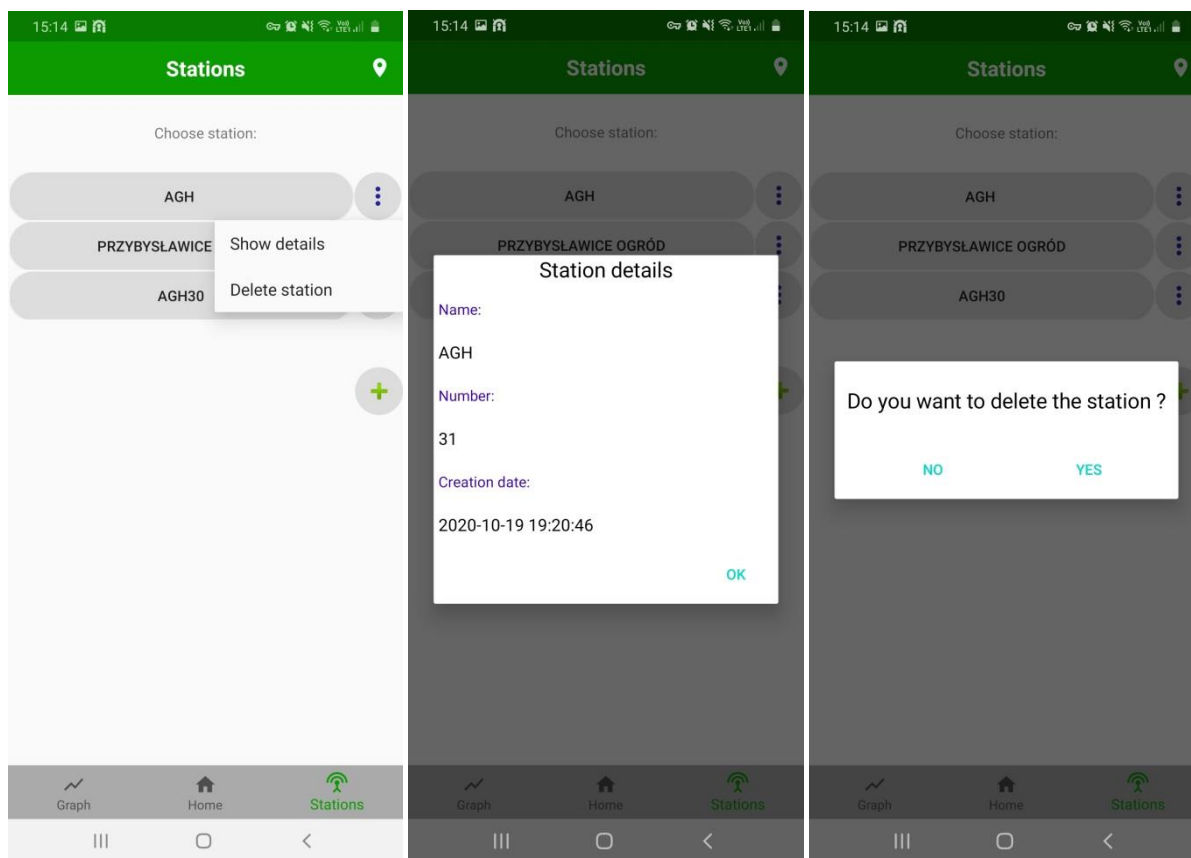 15:14
Stations
Choose station:
AGH
PRZYBYSŁAWICE
Show details
AGH30
Delete station
+
Graph
Home
Stations
15:14
Stations
Choose station:
AGH
PRZYBYSŁAWICE OGRÓD
Station details
Name:
AGH
Number:
31
Creation date:
2020-10-19 19:20:46
OK
Graph
Home
Stations
15:14
Stations
Choose station:
AGH
PRZYBYSŁAWICE OGRÓD
AGH30
Do you want to delete the station ?
NO YES
Graph
Home
Stations